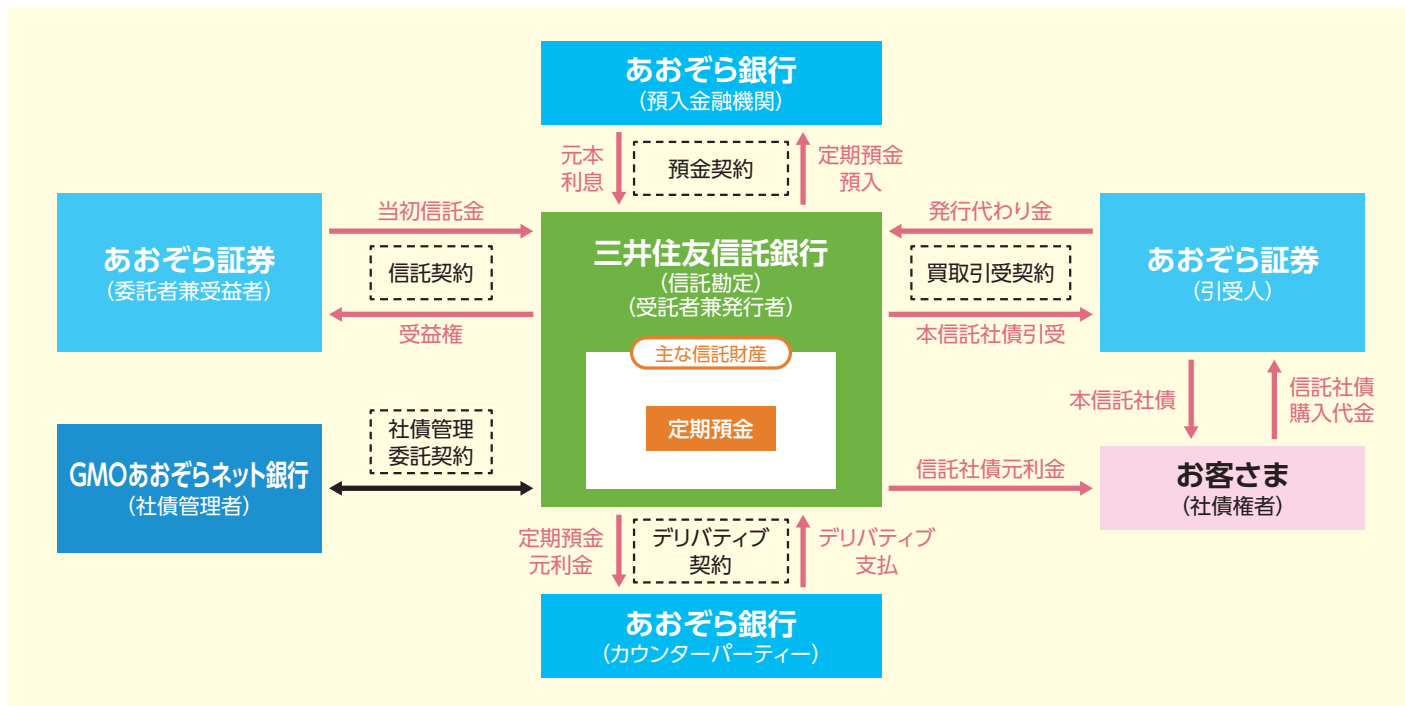 あおぞら銀行
（預入金融機関）
元本
利息
預金契約
定期預金
預入
あおぞら証券
（委託者兼受益者）
当初信託金
信託契約
受益権
三井住友信託銀行
（信託勘定）
（受託者兼発行者）
主な信託財産
定期預金
発行代わり金
買取引受契約
本信託社債引受
あおぞら証券
（引受人）
本信託社債
信託社債
購入代金
GMOあおぞらネット銀行
（社債管理者）
社債管理
委託契約
信託社債元利金
お客さま
（社債権者）
定期預金
元利金
デリバティブ
契約
デリバティブ
支払
あおぞら銀行
（カウンターパーティー）